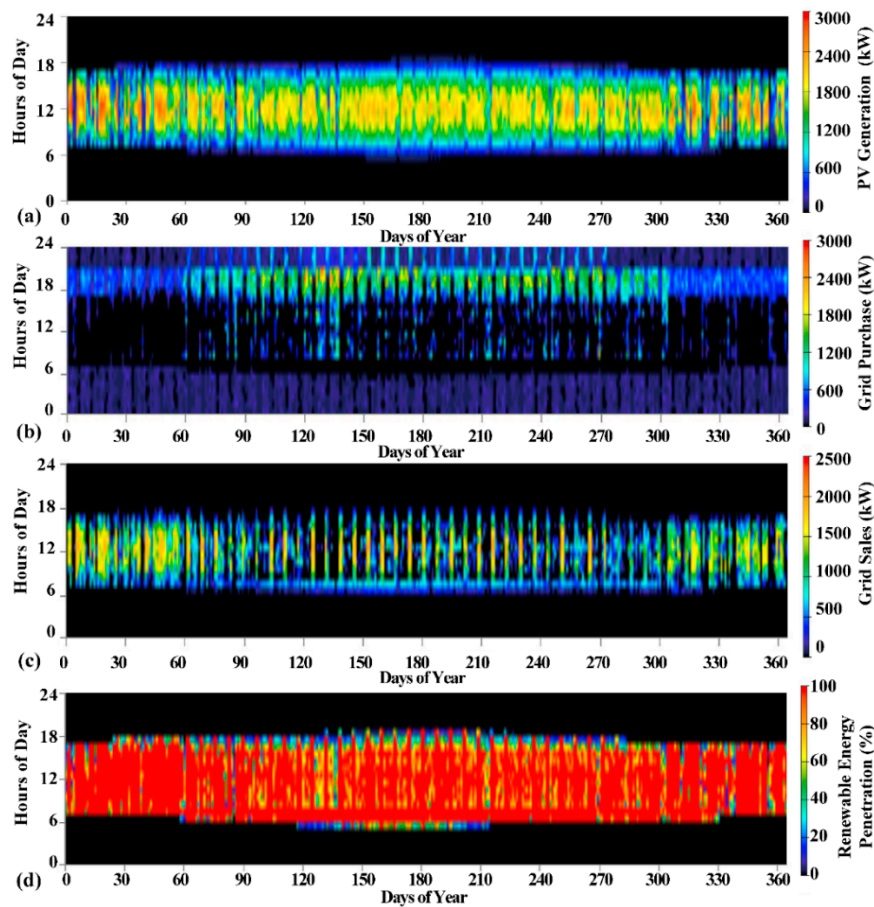 24
18
12
6
0
Hours of Day
(a)
0 30 60 90 120 150 180 210 240 270 300 330 360
Days of Year
3000
2400
1800
1200
600
0
PV Generation (kW)
24
18
12
6
0
Hours of Day
(b)
0 30 60 90 120 150 180 210 240 270 300 330 360
Days of Year
3000
2400
1800
1200
600
0
Grid Purchase (kW)
24
18
12
6
0
Hours of Day
(c)
0 30 60 90 120 150 180 210 240 270 300 330 360
Days of Year
2500
2000
1500
1000
500
0
Grid Sales (kW)
24
18
12
6
0
Hours of Day
(d)
0 30 60 90 120 150 180 210 240 270 300 330 360
Days of Year
100
80
60
40
20
0
Renewable Energy
Penetration (%)